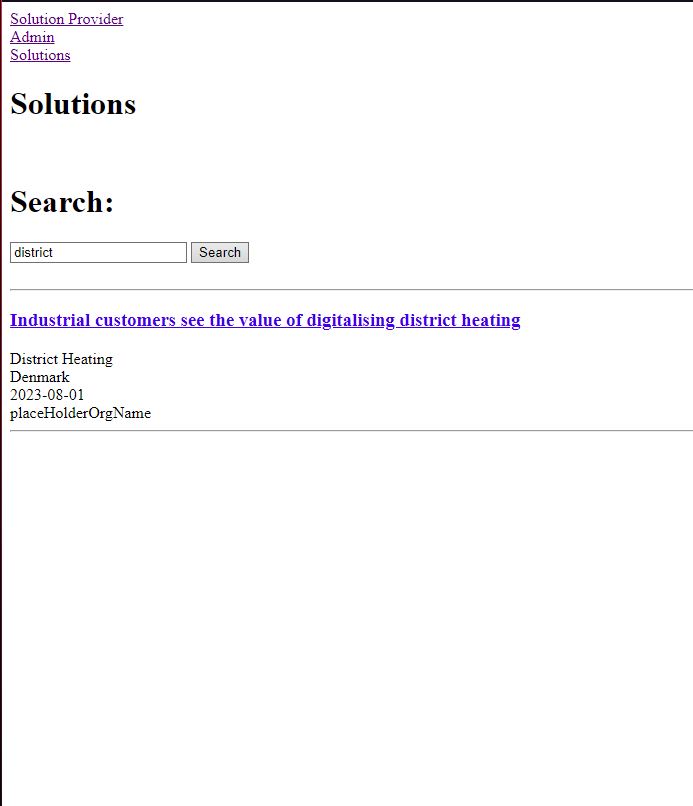 Solution Provider
Admin
Solutions
Solutions
Search:
district Search
Industrial customers see the value of digitalising district heating
District Heating
Denmark
2023-08-01
placeHolderOrgName